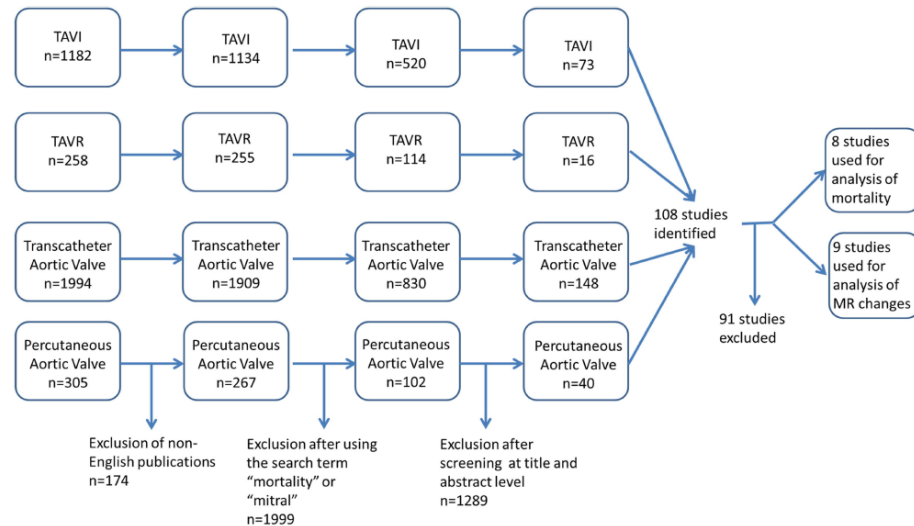 TAVI
n=1182
TAVI
n=1134
TAVI
n=520
TAVI
n=73
TAVR
n=258
TAVR
n=255
TAVR
n=114
TAVR
n=16
Transcatheter
Aortic Valve
n=1994
Transcatheter
Aortic Valve
n=1909
Transcatheter
Aortic Valve
n=830
Transcatheter
Aortic Valve
n=148
Percutaneous
Aortic Valve
n=305
Percutaneous
Aortic Valve
n=267
Percutaneous
Aortic Valve
n=102
Percutaneous
Aortic Valve
n=40
Exclusion of non-
English publications
n=174
Exclusion after using
the search term
“mortality” or
“mitral”
n=1999
Exclusion after
screening at title and
abstract level
n=1289
108 studies
identified
91 studies
excluded
8 studies
used for
analysis of
mortality
9 studies
used for
analysis of
MR changes